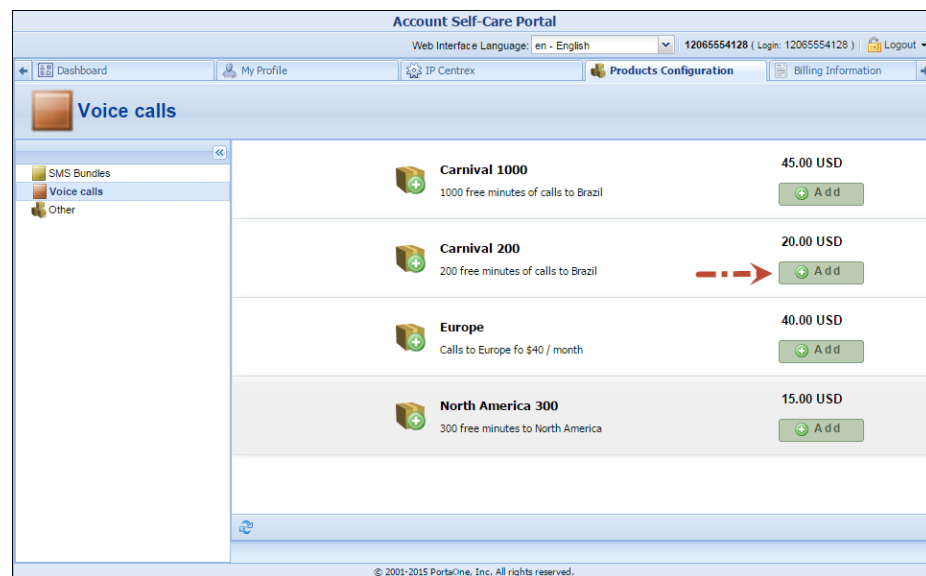 Account Self-Care Portal
Web Interface Language: en - English 12065554128 ( Login: 12065554128 ) Logout
Dashboard My Profile IP Centrex Products Configuration Billing Information
Voice calls
SMS Bundles
Voice calls
Other
Carnival 1000 45.00 USD
1000 free minutes of calls to Brazil Add
Carnival 200 20.00 USD
200 free minutes of calls to Brazil Add
Europe 40.00 USD
Calls to Europe fo $40 / month Add
North America 300 15.00 USD
300 free minutes to North America Add
© 2001-2015 PortaOne, Inc. All rights reserved.